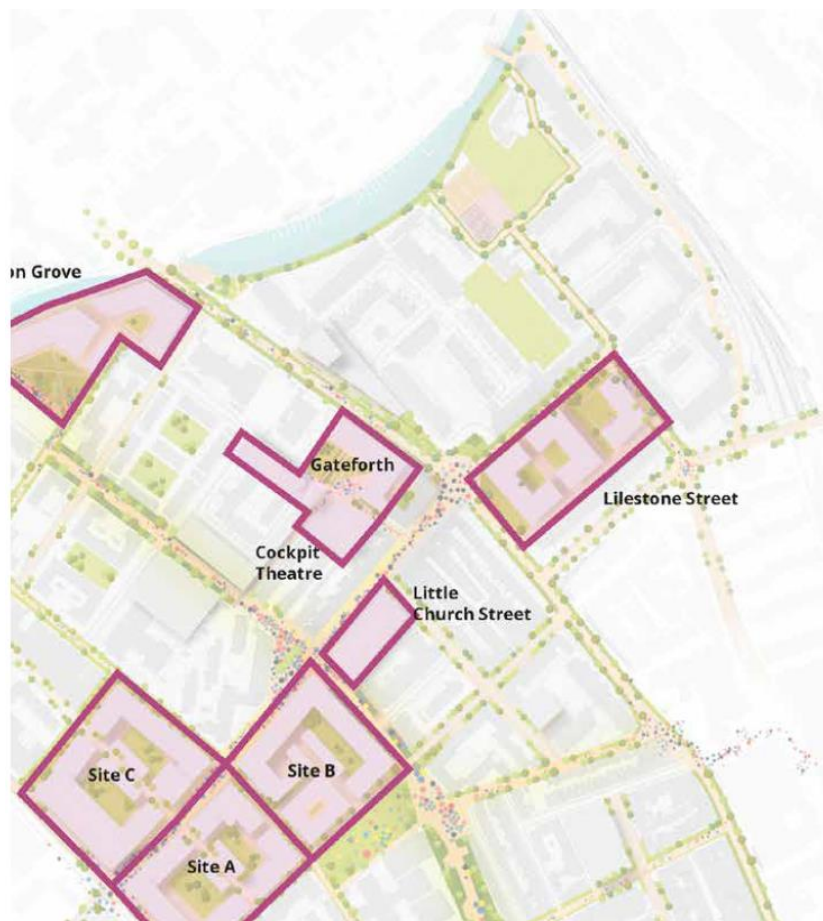 on Grove
Gateforth
Lilestone Street
Cockpit
Theatre
Little
Church Street
Site C
Site B
Site A